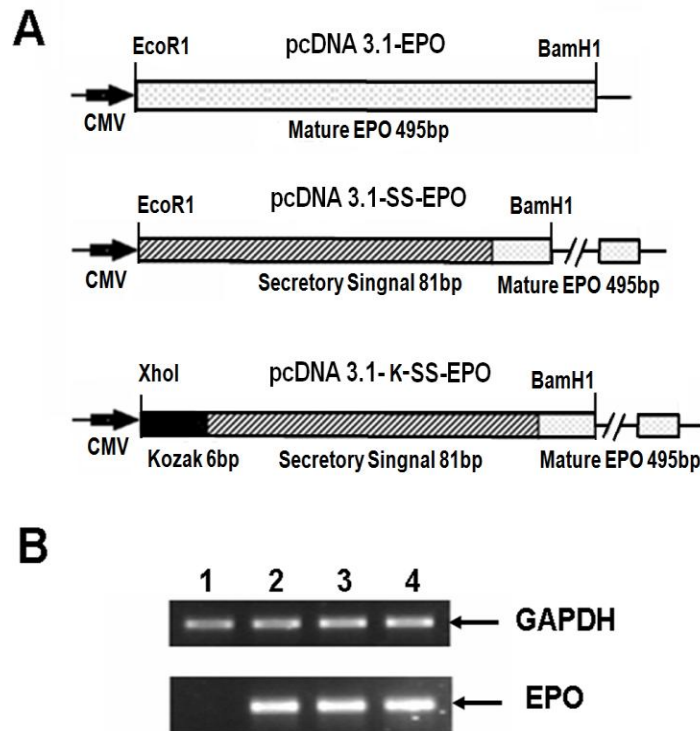 A
EcoR1 pcDNA 3.1-EPO BamH1
CMV Mature EPO 495bp
EcoR1 pcDNA 3.1-SS-EPO BamH1
CMV Secretory Singnal 81bp Mature EPO 495bp
XhoI pcDNA 3.1- K-SS-EPO BamH1
CMV Kozak 6bp Secretory Singnal 81bp Mature EPO 495bp
B
1 2 3 4
GAPDH
EPO